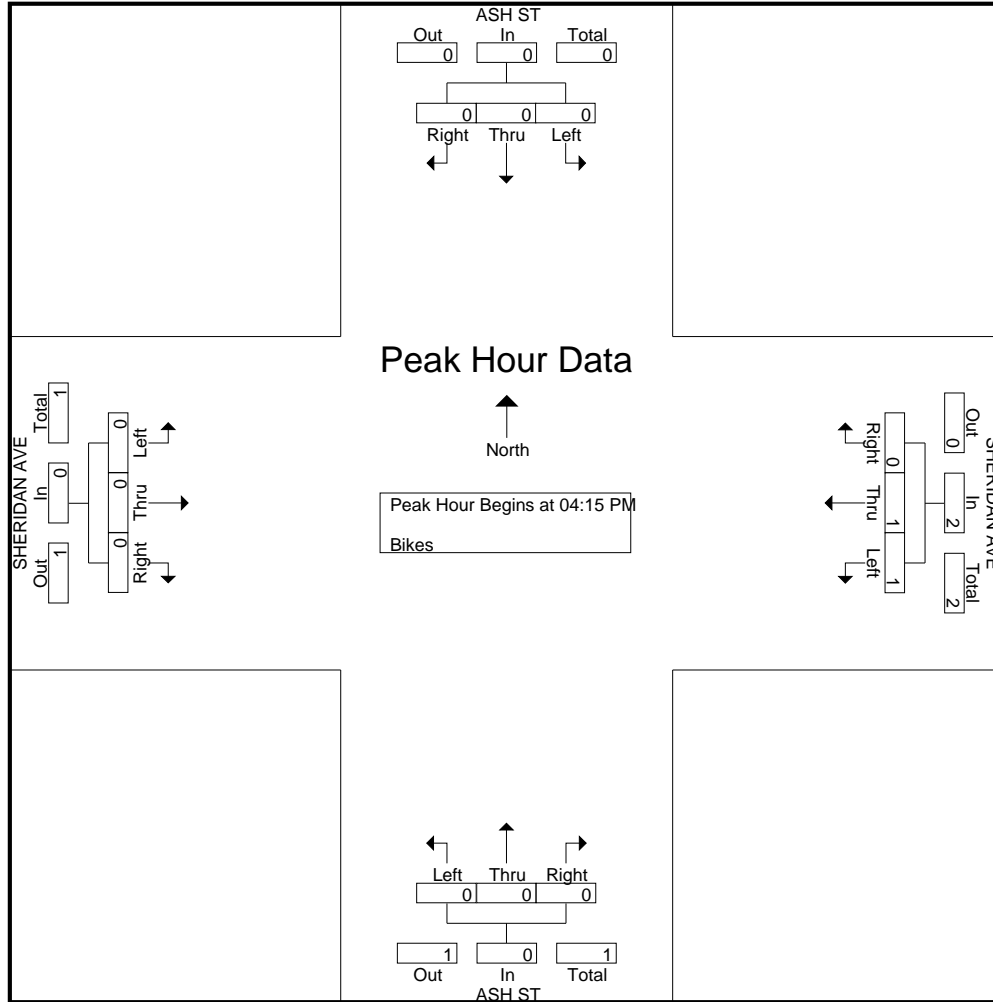 ASH ST
Out In Total
0 0 0
0 0 0
Right Thru Left
Peak Hour Data
North
Peak Hour Begins at 04:15 PM
Bikes
SHERIDAN AVE
Out In Total
1 0 1
Right Thru Left
0 0 0
SHERIDAN AVE
Out In Total
0 2 2
Right Thru Left
0 1 1
Left Thru Right
0 0 0
1 0 1
Out In Total
ASH ST